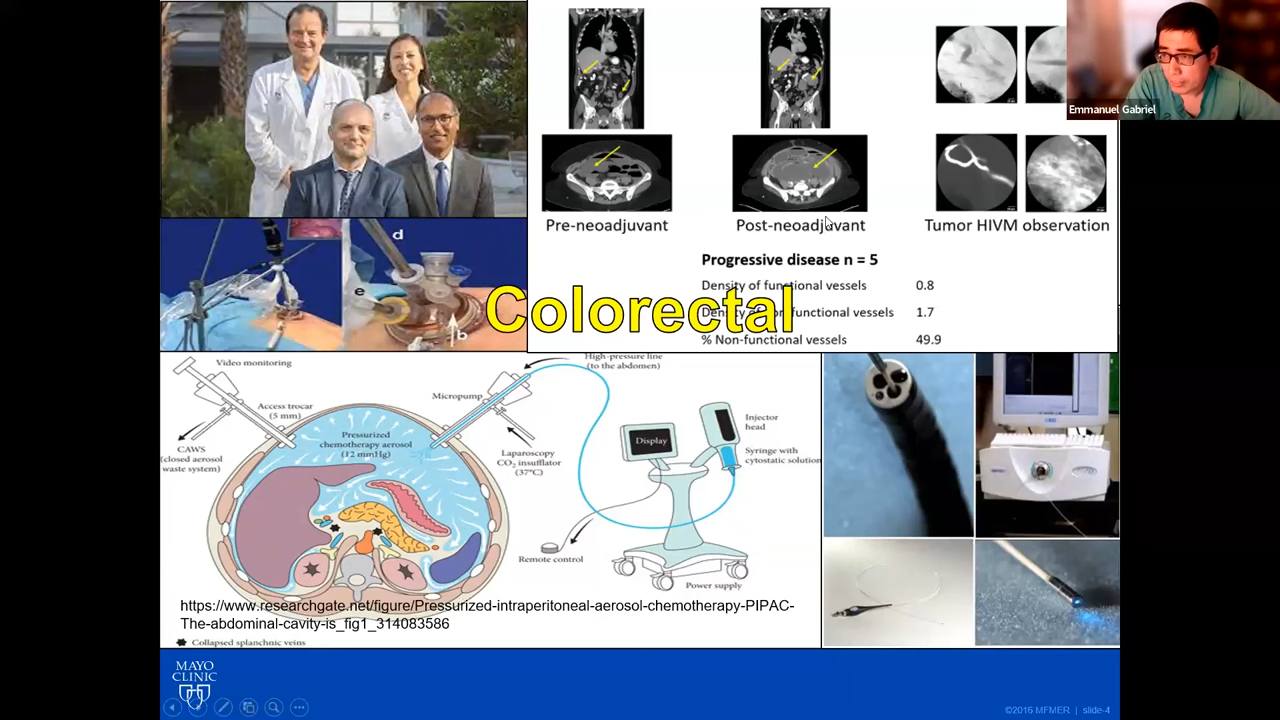 Emmanuel Gabriel
Pre-neoadjuvant
Post-neoadjuvant
Tumor HIVM observation
Progressive disease n = 5
Density of functional vessels 0.8
functional vessels 1.7
% Non-functional vessels 49.9
Colorectal
d
e
b
Video monitoring
Access trocar
(5 mm)
CAWS
(closed aerosol
waste system)
Pressurized
chemotherapy aerosol
(12 mmHg)
Micropump
High-pressure line
(to the abdomen)
Laparoscopy
CO2 insufflator
(37°C)
Display
Injector
head
Syringe with
cytostatic solution
Remote control
Power supply
https://www.researchgate.net/figure/Pressurized-intraperitoneal-aerosol-chemotherapy-PIPAC-
The-abdominal-cavity-is_fig1_314083586
Collapsed splanchnic veins
MAYO
CLINIC
©2016 MFMER | slide-4